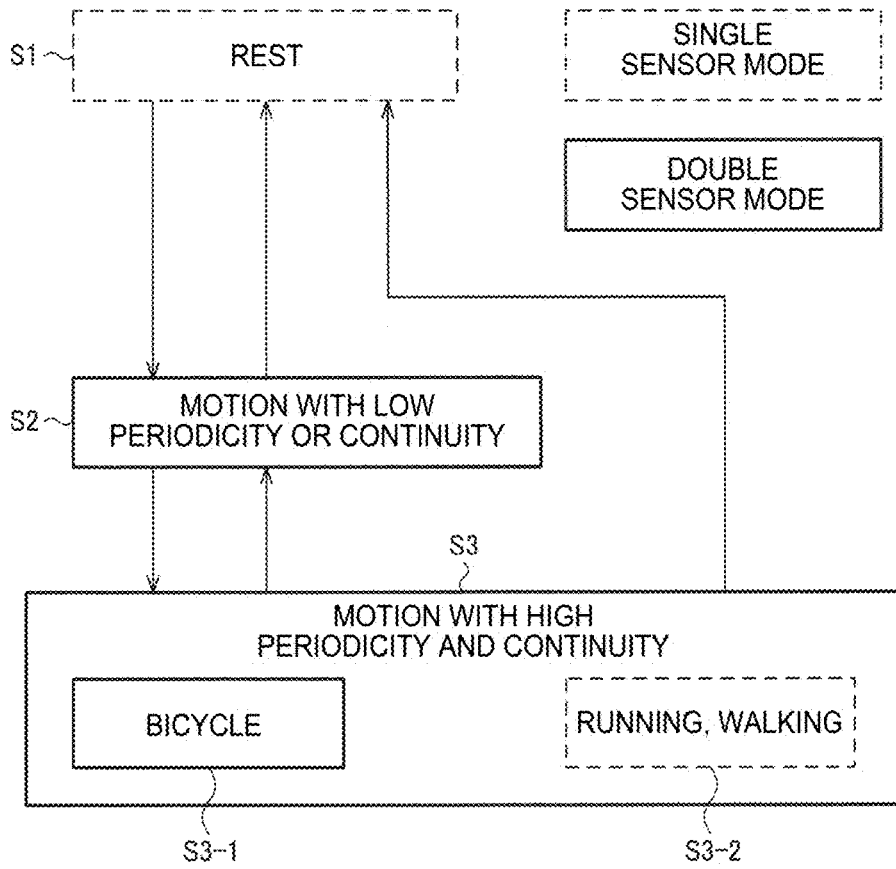 S1
REST
SINGLE
SENSOR MODE
DOUBLE
SENSOR MODE
S2
MOTION WITH LOW
PERIODICITY OR CONTINUITY
S3
MOTION WITH HIGH
PERIODICITY AND CONTINUITY
BICYCLE
RUNNING, WALKING
S3-1
S3-2